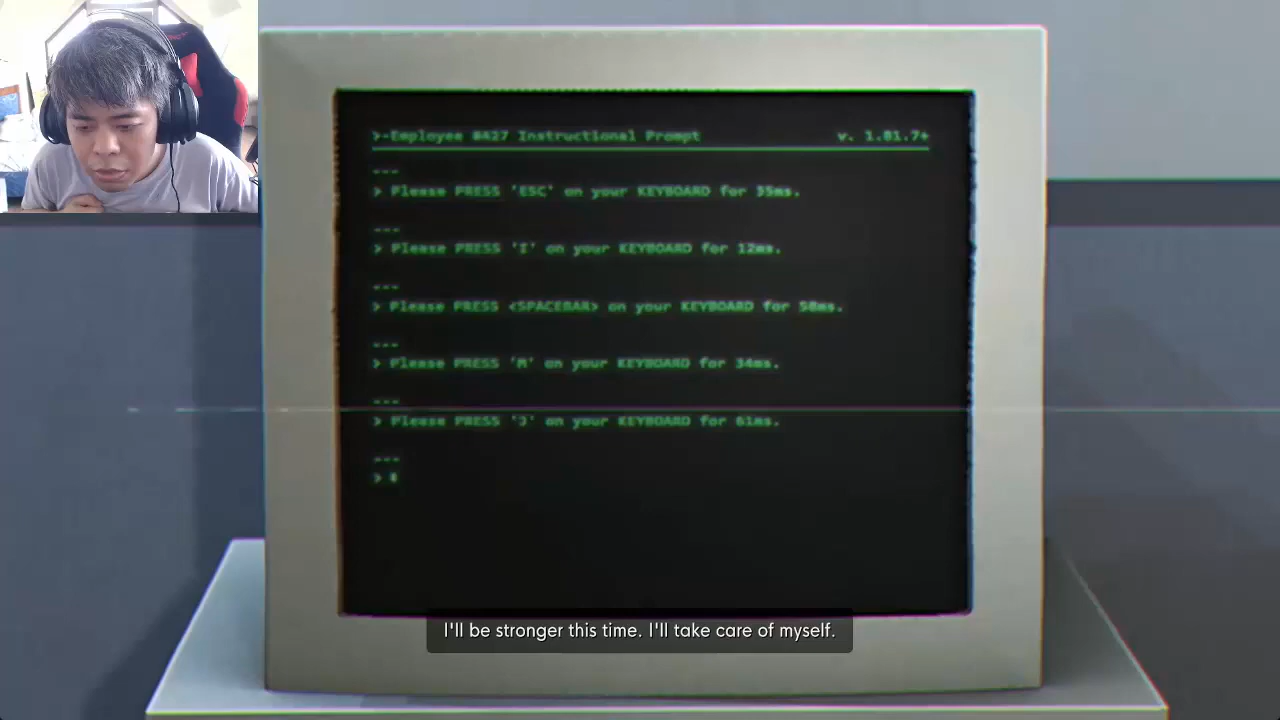 >-Employee #427 Instructional Prompt v. 1.81.7+
---
> Please PRESS 'ESC' on your KEYBOARD for 35ms.
---
> Please PRESS 'I' on your KEYBOARD for 12ms.
---
> Please PRESS <SPACEBAR> on your KEYBOARD for 58ms.
---
> Please PRESS 'M' on your KEYBOARD for 34ms.
---
> Please PRESS 'J' on your KEYBOARD for 61ms.
---
>
I'll be stronger this time. I'll take care of myself.